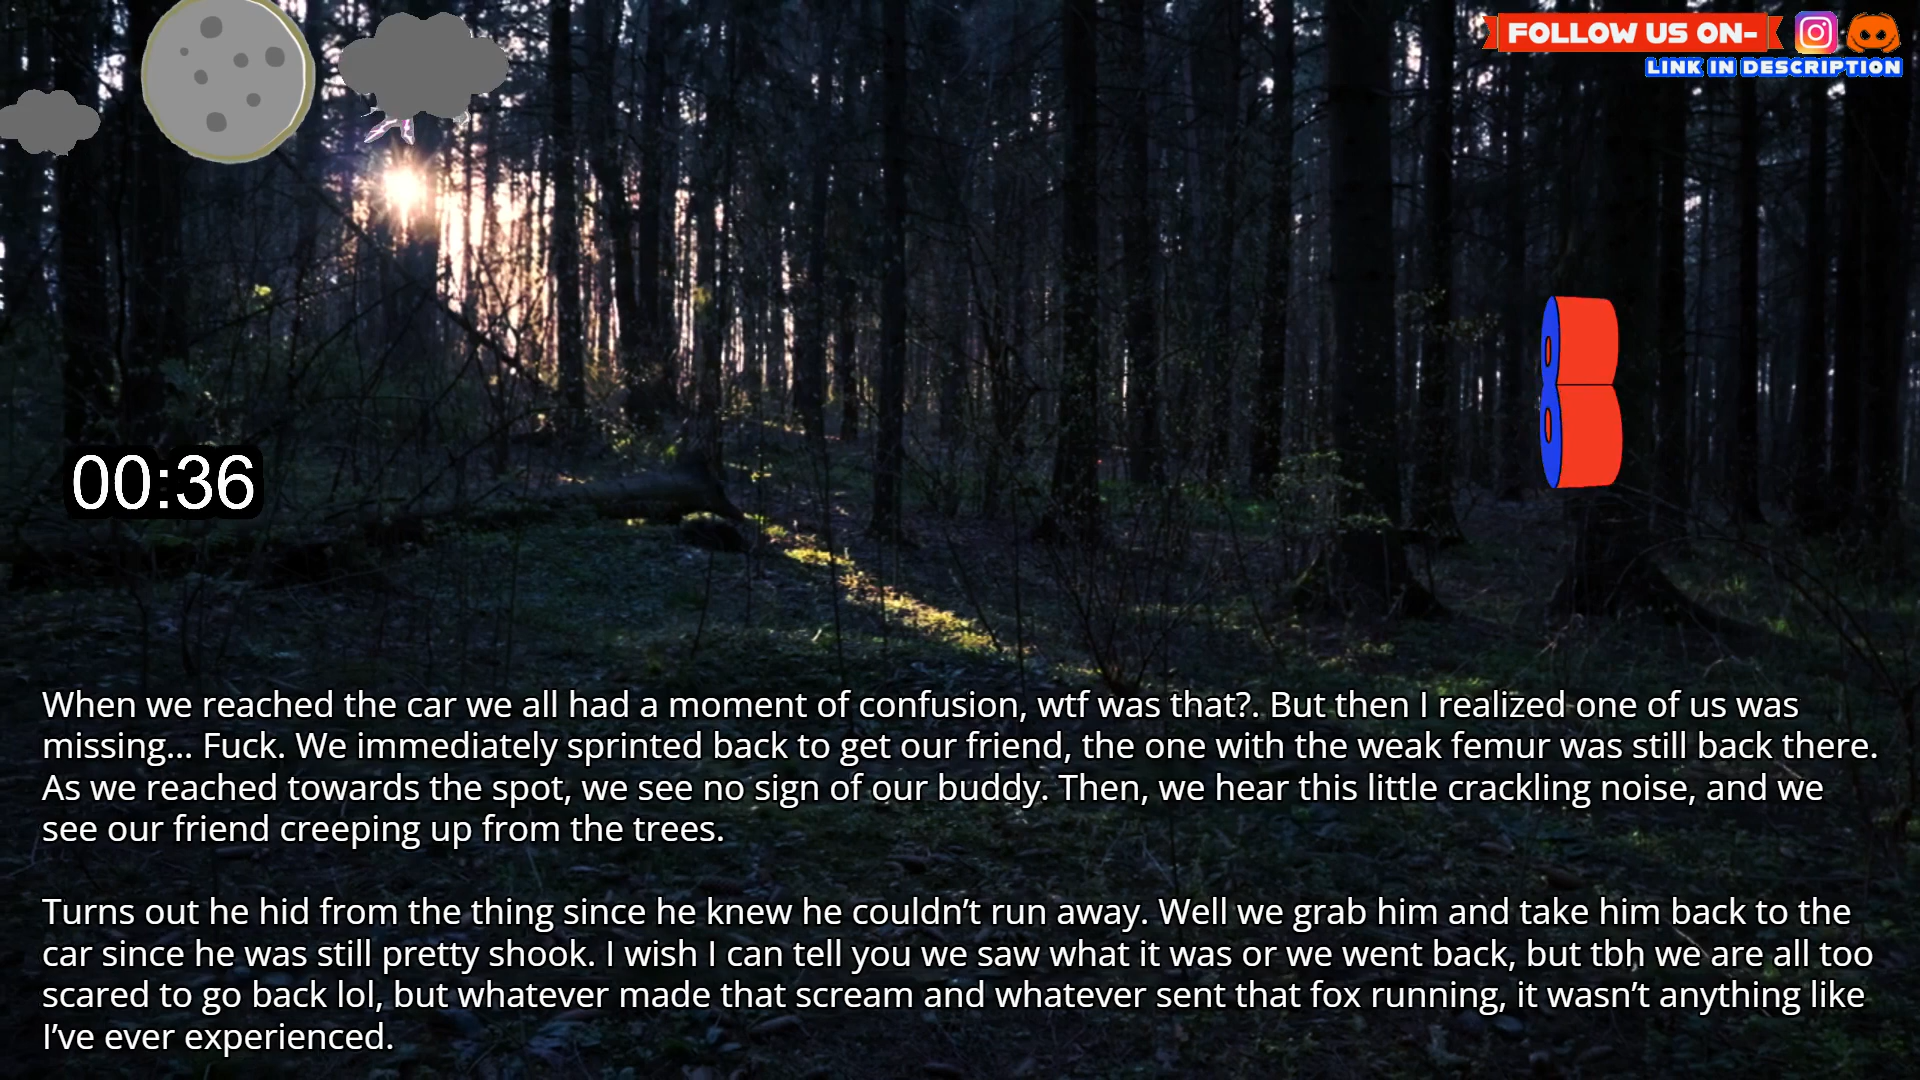 FOLLOW US ON-
LINK IN DESCRIPTION
00:36
When we reached the car we all had a moment of confusion, wtf was that?. But then I realized one of us was
missing... Fuck. We immediately sprinted back to get our friend, the one with the weak femur was still back there.
As we reached towards the spot, we see no sign of our buddy. Then, we hear this little crackling noise, and we
see our friend creeping up from the trees.
Turns out he hid from the thing since he knew he couldn’t run away. Well we grab him and take him back to the
car since he was still pretty shook. I wish I can tell you we saw what it was or we went back, but tbh we are all too
scared to go back lol, but whatever made that scream and whatever sent that fox running, it wasn’t anything like
I’ve ever experienced.